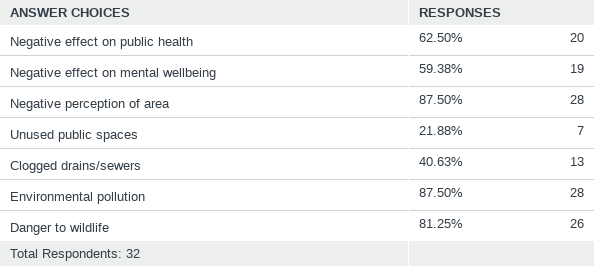 ANSWER CHOICES RESPONSES
Negative effect on public health 62.50% 20
Negative effect on mental wellbeing 59.38% 19
Negative perception of area 87.50% 28
Unused public spaces 21.88% 7
Clogged drains/sewers 40.63% 13
Environmental pollution 87.50% 28
Danger to wildlife 81.25% 26
Total Respondents: 32